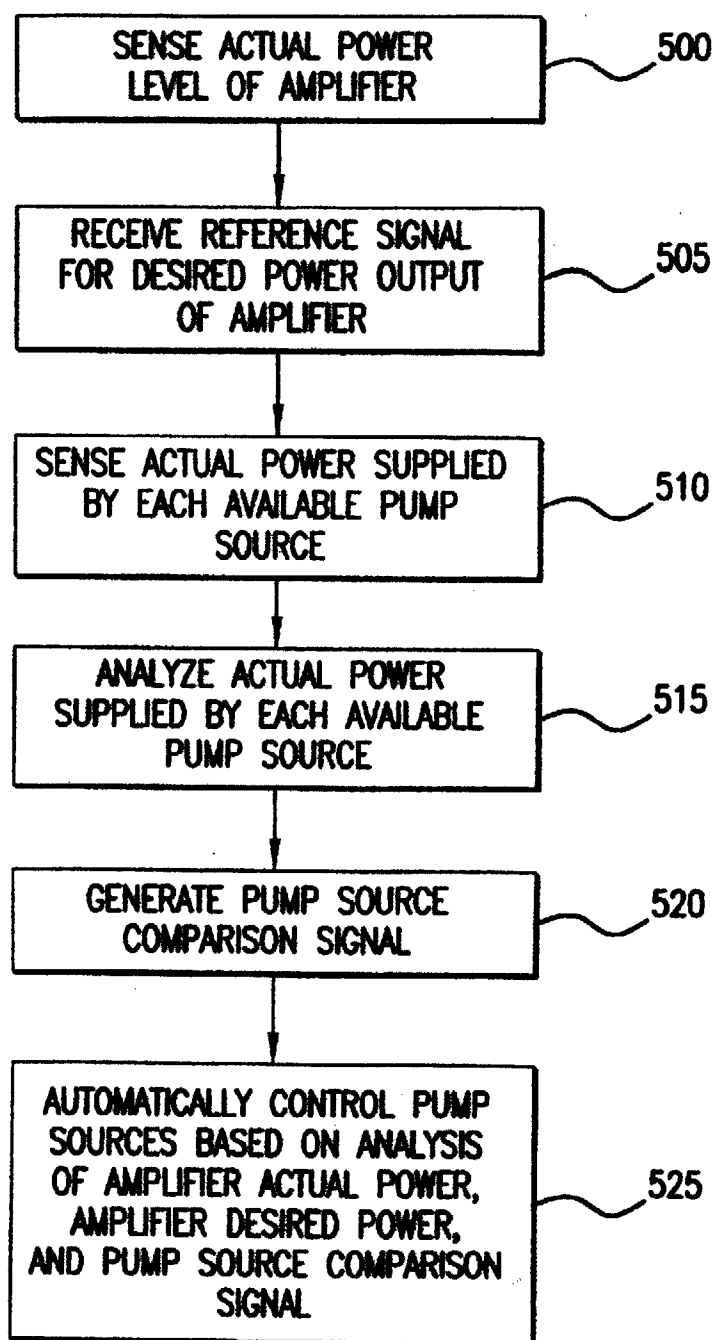 SENSE ACTUAL POWER
LEVEL OF AMPLIFIER
500
RECEIVE REFERENCE SIGNAL
FOR DESIRED POWER OUTPUT
OF AMPLIFIER
505
SENSE ACTUAL POWER SUPPLIED
BY EACH AVAILABLE PUMP
SOURCE
510
ANALYZE ACTUAL POWER
SUPPLIED BY EACH AVAILABLE
PUMP SOURCE
515
GENERATE PUMP SOURCE
COMPARISON SIGNAL
520
AUTOMATICALLY CONTROL PUMP
SOURCES BASED ON ANALYSIS
OF AMPLIFIER ACTUAL POWER,
AMPLIFIER DESIRED POWER,
AND PUMP SOURCE COMPARISON
SIGNAL
525